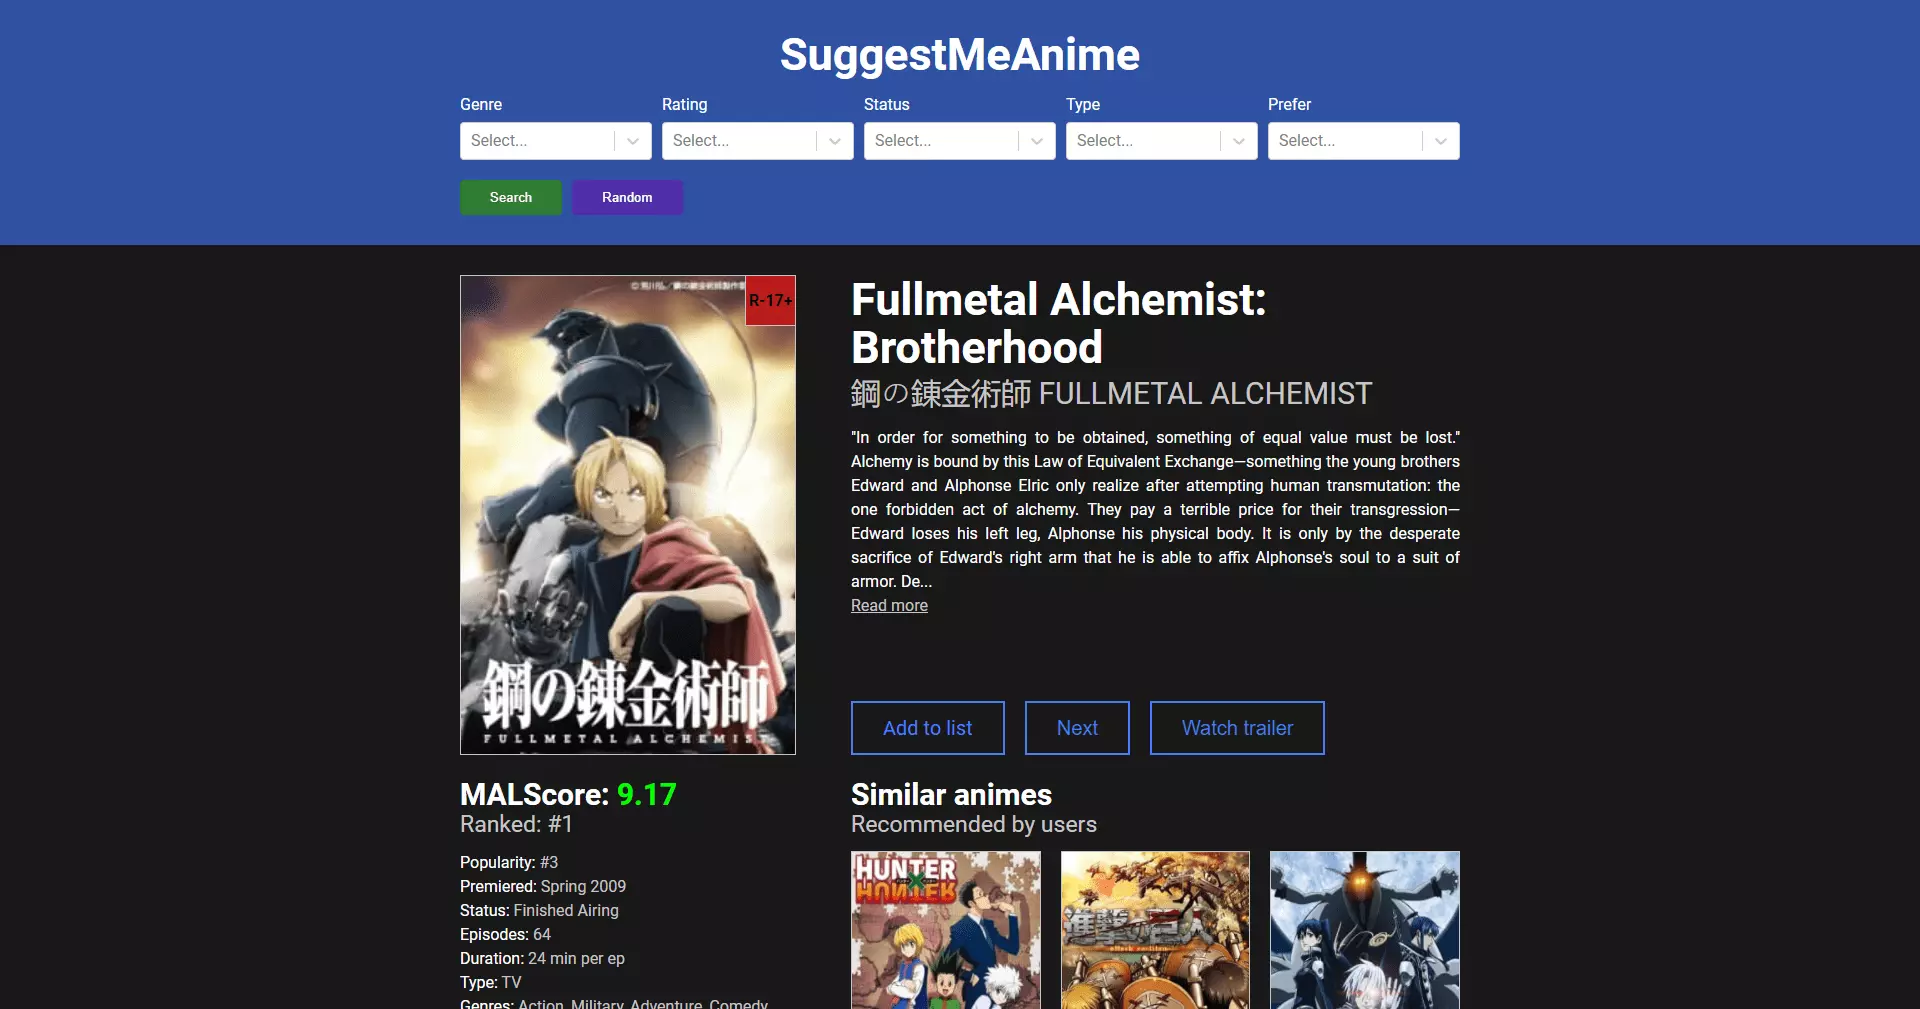 SuggestMeAnime
Genre
Rating
Status
Type
Prefer
Select...
Select...
Select...
Select...
Select...
Search
Random
R-17+
鋼の錬金術師
FULLMETAL ALCHEMIST
Fullmetal Alchemist:
Brotherhood
鋼の錬金術師 FULLMETAL ALCHEMIST
"In order for something to be obtained, something of equal value must be lost."
Alchemy is bound by this Law of Equivalent Exchange—something the young brothers
Edward and Alphonse Elric only realize after attempting human transmutation: the
one forbidden act of alchemy. They pay a terrible price for their transgression—
Edward loses his left leg, Alphonse his physical body. It is only by the desperate
sacrifice of Edward's right arm that he is able to affix Alphonse's soul to a suit of
armor. De...
Read more
Add to list
Next
Watch trailer
MALScore: 9.17
Ranked: #1
Popularity: #3
Premiered: Spring 2009
Status: Finished Airing
Episodes: 64
Duration: 24 min per ep
Type: TV
Genres: Action, Military, Adventure, Comedy,
Similar animes
Recommended by users
HUNTER
HUNTER
進撃の巨人